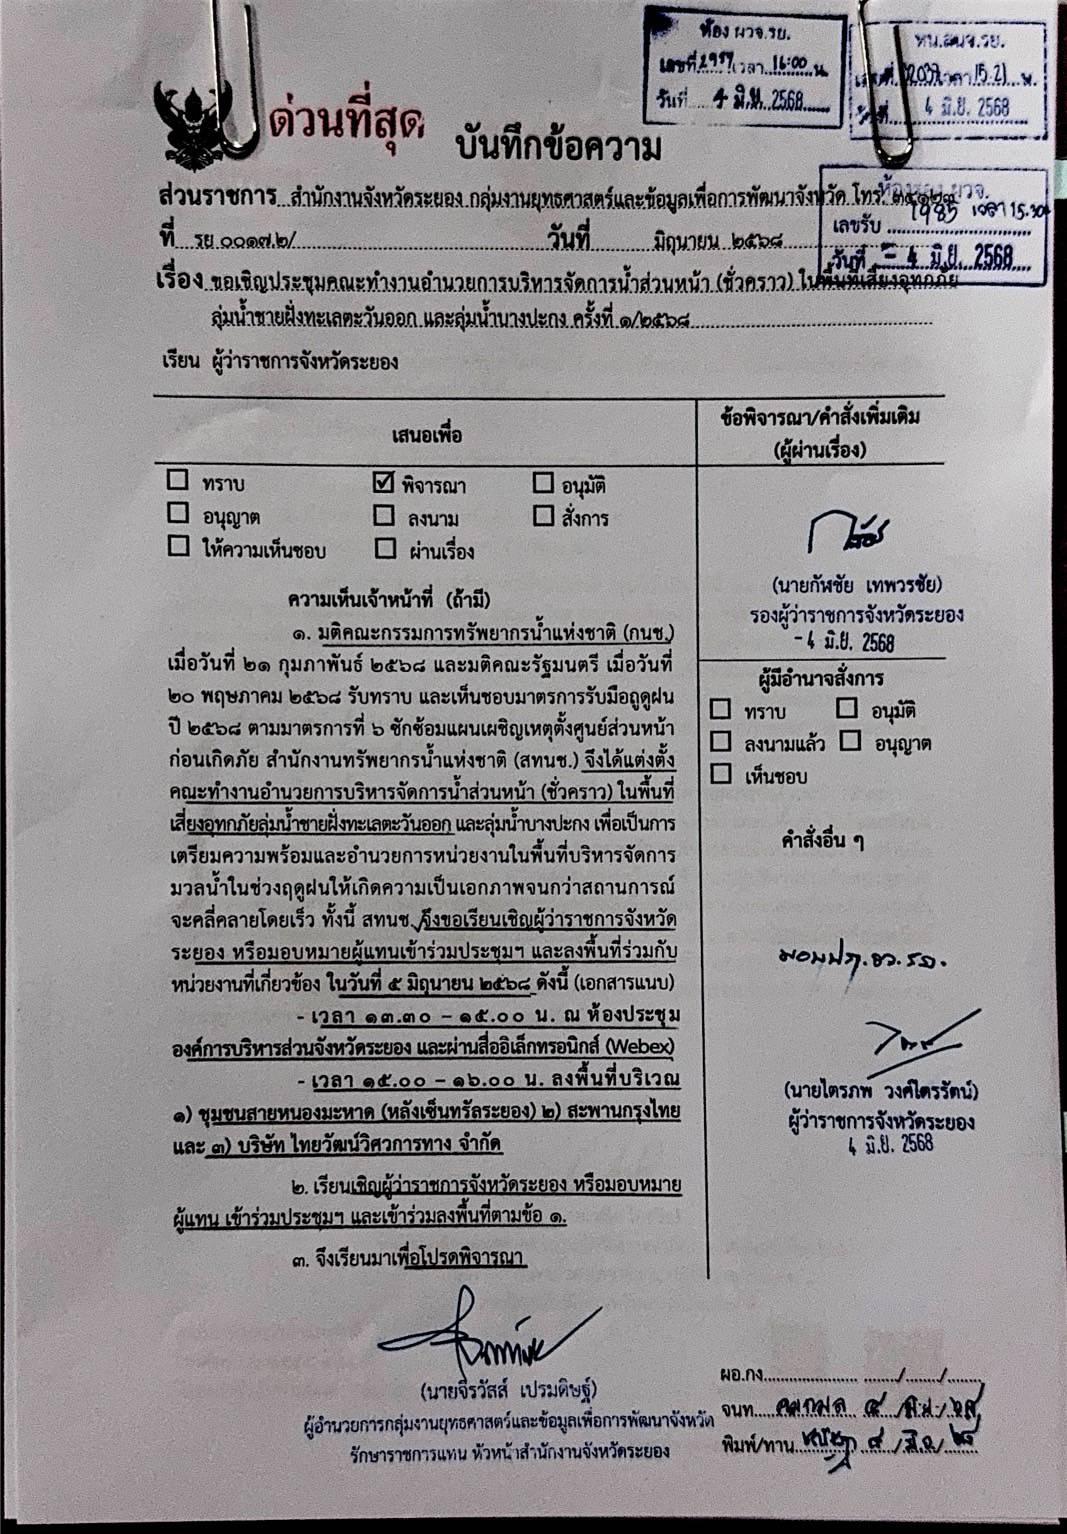 ห้อง ผวจ.รย.
เลขที่ 2957 เวลา 16:00 น.
วันที่ 4 มิ.ย. 2568
หน.สนจ.รย.
เวลา 15.21 น.
4 มิ.ย. 2568
ด่วนที่สุด
บันทึกข้อความ
ห้องรอง ผวจ.
เลขรับ 1985 เวลา 15.30
วันที่ - 4 มิ.ย. 2568
ส่วนราชการ สำนักงานจังหวัดระยอง กลุ่มงานยุทธศาสตร์และข้อมูลเพื่อการพัฒนาจังหวัด โทร.
ที่ รย ๐๐๑๗.๒/ วันที่ มิถุนายน ๒๕๖๘
เรื่อง ขอเชิญประชุมคณะทำงานอำนวยการบริหารจัดการน้ำส่วนหน้า (ชั่วคราว) ในพื้นที่เสี่ยงอุทกภัย
ลุ่มน้ำชายฝั่งทะเลตะวันออก และลุ่มน้ำบางปะกง ครั้งที่ ๑/๒๕๖๘
เรียน ผู้ว่าราชการจังหวัดระยอง
เสนอเพื่อ
ทราบ พิจารณา อนุมัติ
อนุญาต ลงนาม สั่งการ
ให้ความเห็นชอบ ผ่านเรื่อง
ความเห็นเจ้าหน้าที่ (ถ้ามี)
๑. มติคณะกรรมการทรัพยากรน้ำแห่งชาติ (กนช.)
เมื่อวันที่ ๒๑ กุมภาพันธ์ ๒๕๖๘ และมติคณะรัฐมนตรี เมื่อวันที่
๒๐ พฤษภาคม ๒๕๖๘ รับทราบ และเห็นชอบมาตรการรับมือฤดูฝน
ปี ๒๕๖๘ ตามมาตรการที่ ๖ ซักซ้อมแผนเผชิญเหตุตั้งศูนย์ส่วนหน้า
ก่อนเกิดภัย สำนักงานทรัพยากรน้ำแห่งชาติ (สทนช.) จึงได้แต่งตั้ง
คณะทำงานอำนวยการบริหารจัดการน้ำส่วนหน้า (ชั่วคราว) ในพื้นที่
เสี่ยงอุทกภัยลุ่มน้ำชายฝั่งทะเลตะวันออก และลุ่มน้ำบางปะกง เพื่อเป็นการ
เตรียมความพร้อมและอำนวยการหน่วยงานในพื้นที่บริหารจัดการ
มวลน้ำในช่วงฤดูฝนให้เกิดความเป็นเอกภาพจนกว่าสถานการณ์
จะคลี่คลายโดยเร็ว ทั้งนี้ สทนช. จึงขอเรียนเชิญผู้ว่าราชการจังหวัด
ระยอง หรือมอบหมายผู้แทนเข้าร่วมประชุมฯ และลงพื้นที่ร่วมกับ
หน่วยงานที่เกี่ยวข้อง ในวันที่ ๕ มิถุนายน ๒๕๖๘ ดังนี้ (เอกสารแนบ)
- เวลา ๑๓.๓๐ – ๑๕.๐๐ น. ณ ห้องประชุม
องค์การบริหารส่วนจังหวัดระยอง และผ่านสื่ออิเล็กทรอนิกส์ (Webex)
- เวลา ๑๕.๐๐ – ๑๖.๐๐ น. ลงพื้นที่บริเวณ
๑) ชุมชนสายหนองมะหาด (หลังเซ็นทรัลระยอง) ๒) สะพานกรุงไทย
และ ๓) บริษัท ไทยวัฒน์วิศวการทาง จำกัด
๒. เรียนเชิญผู้ว่าราชการจังหวัดระยอง หรือมอบหมาย
ผู้แทน เข้าร่วมประชุมฯ และเข้าร่วมลงพื้นที่ตามข้อ ๑.
๓. จึงเรียนมาเพื่อโปรดพิจารณา
(นายจิรวัสส์ เปรมดิษฐ์)
ผู้อำนวยการกลุ่มงานยุทธศาสตร์และข้อมูลเพื่อการพัฒนาจังหวัด
รักษาราชการแทน หัวหน้าสำนักงานจังหวัดระยอง
ข้อพิจารณา/คำสั่งเพิ่มเติม
(ผู้ผ่านเรื่อง)
(นายกัฬชัย เทพวรชัย)
รองผู้ว่าราชการจังหวัดระยอง
- 4 มิ.ย. 2568
ผู้มีอำนาจสั่งการ
ทราบ อนุมัติ
ลงนามแล้ว อนุญาต
เห็นชอบ
คำสั่งอื่น ๆ
(นายไตรภพ วงศ์ไตรรัตน์)
ผู้ว่าราชการจังหวัดระยอง
4 มิ.ย. 2568
ผอ.กง. / /
จนท. ๔ / มิ.ย. / ๖๘
พิมพ์/ทาน ๔ / มิ.ย. / ๖๘